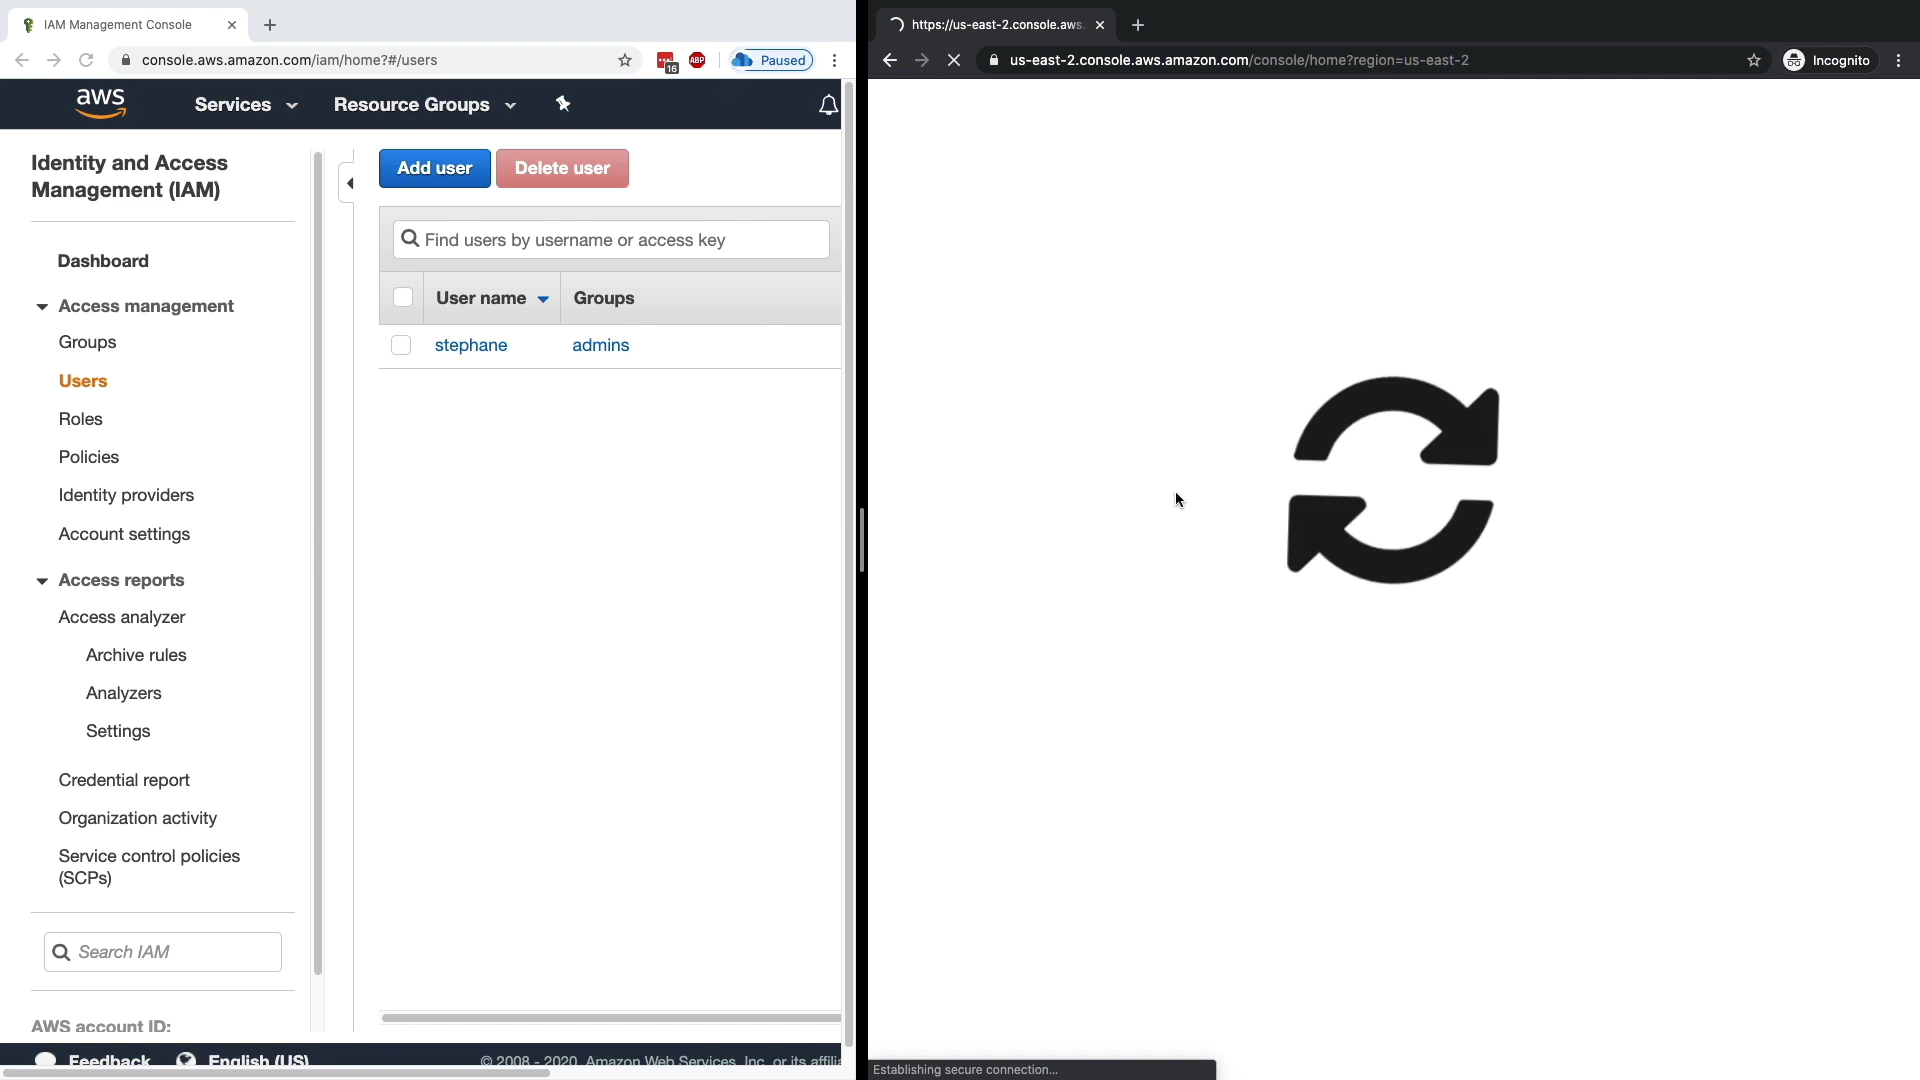 IAM Management Console
console.aws.amazon.com/iam/home?#/users
16
ABP
Paused
aws
Services
Resource Groups
Identity and Access
Management (IAM)
Dashboard
Access management
Groups
Users
Roles
Policies
Identity providers
Account settings
Access reports
Access analyzer
Archive rules
Analyzers
Settings
Credential report
Organization activity
Service control policies
(SCPs)
Search IAM
AWS account ID:
Add user
Delete user
Find users by username or access key
User name
Groups
stephane
admins
Feedback
English (US)
© 2008 - 2020, Amazon Web Services, Inc. or its affilia
https://us-east-2.console.aws.
us-east-2.console.aws.amazon.com/console/home?region=us-east-2
Incognito
Establishing secure connection...